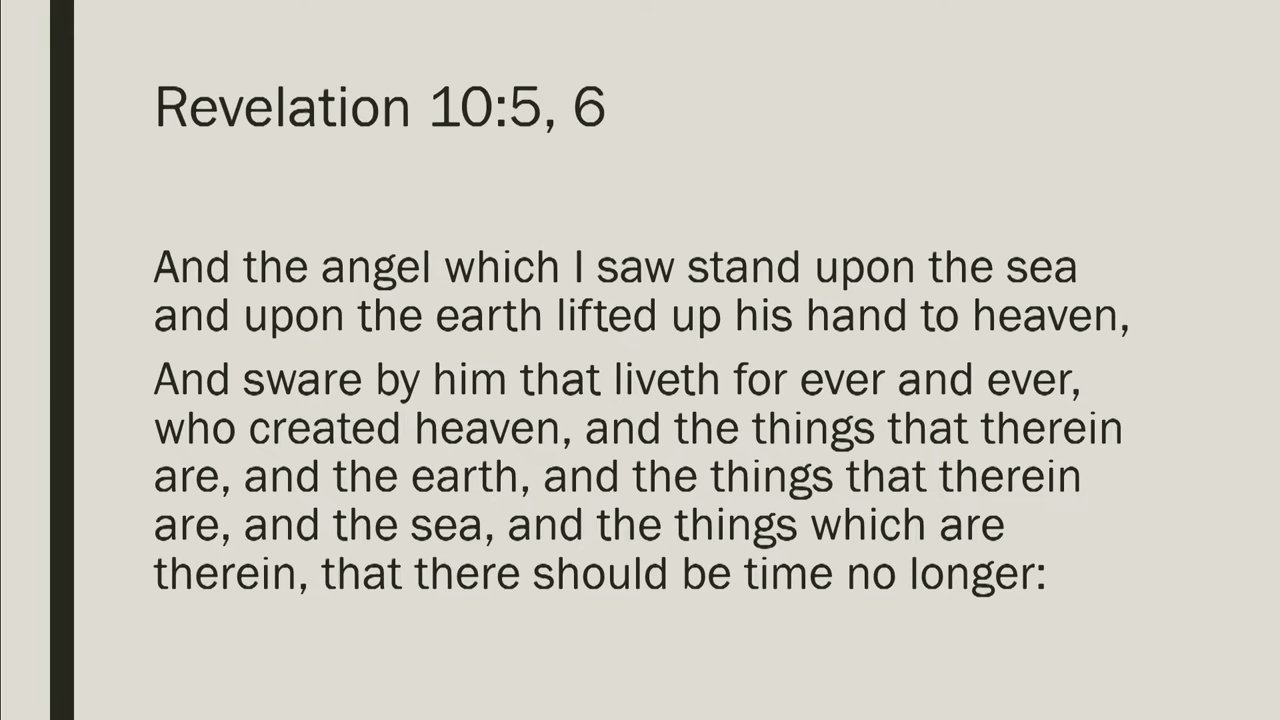 Revelation 10:5, 6
And the angel which I saw stand upon the sea
and upon the earth lifted up his hand to heaven,
And sware by him that liveth for ever and ever,
who created heaven, and the things that therein
are, and the earth, and the things that therein
are, and the sea, and the things which are
therein, that there should be time no longer: